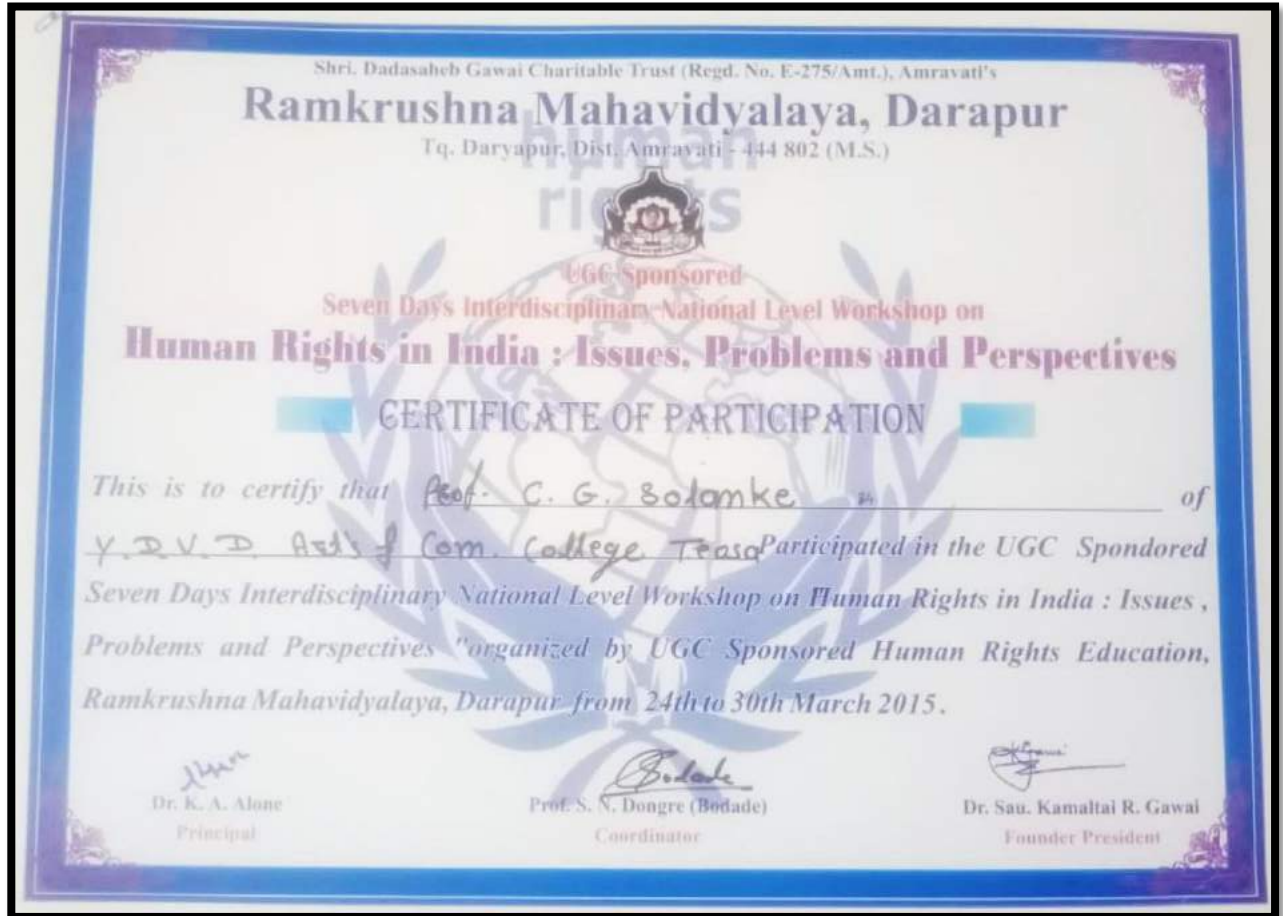 Shri. Dadasaheb Gawai Charitable Trust (Regd. No. E-275/Amt.), Amravati's
Ramkrushna Mahavidyalaya, Darapur
Tq. Daryapur, Dist. Amravati - 444 802 (M.S.)
human
rights
UGC Sponsored
Seven Days Interdisciplinary National Level Workshop on
Human Rights in India : Issues, Problems and Perspectives
CERTIFICATE OF PARTICIPATION
This is to certify that Prof. C. G. Solanke of
Y.D.V.D. Arts & Com. College Teosa Participated in the UGC Spondored
Seven Days Interdisciplinary National Level Workshop on Human Rights in India : Issues ,
Problems and Perspectives "organized by UGC Sponsored Human Rights Education,
Ramkrushna Mahavidyalaya, Darapur from 24th to 30th March 2015.
Bodade
Dr. K. A. Alone Prof. S. N. Dongre (Bodade) Dr. Sau. Kamaltai R. Gawai
Principal Coordinator Founder President